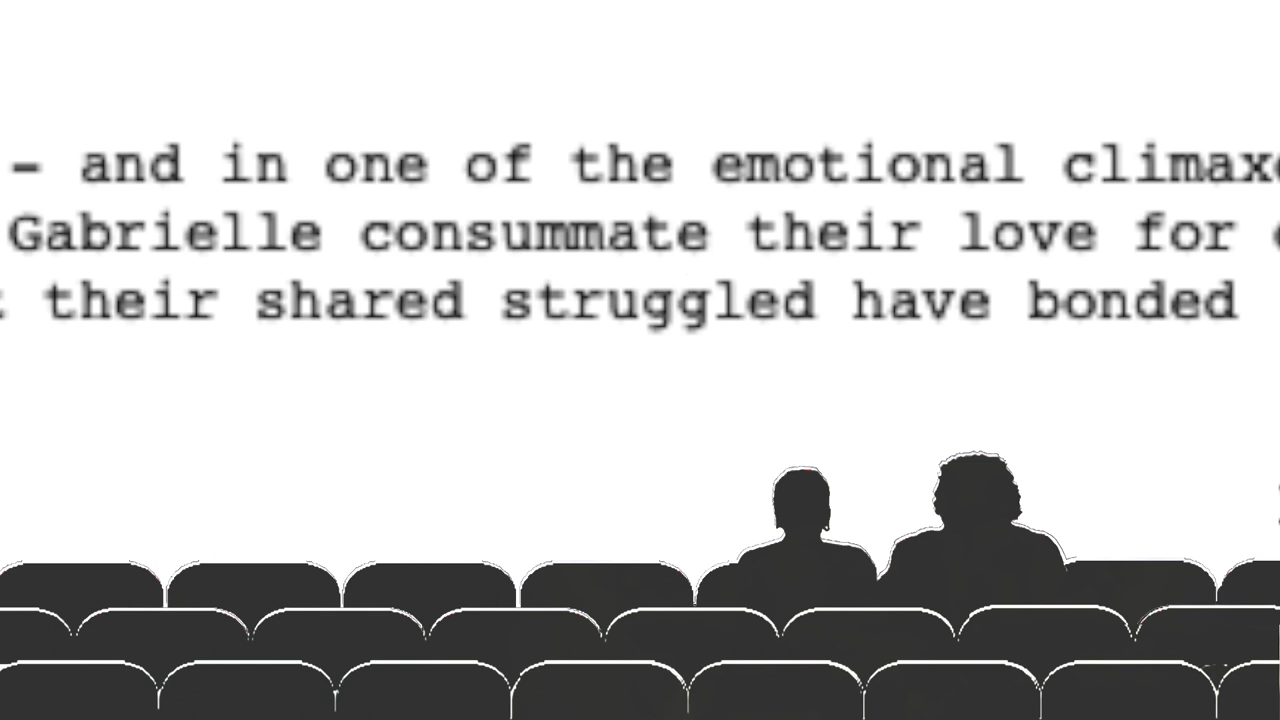 - and in one of the emotional
Gabrielle consummate their love for
their shared struggled have bonded